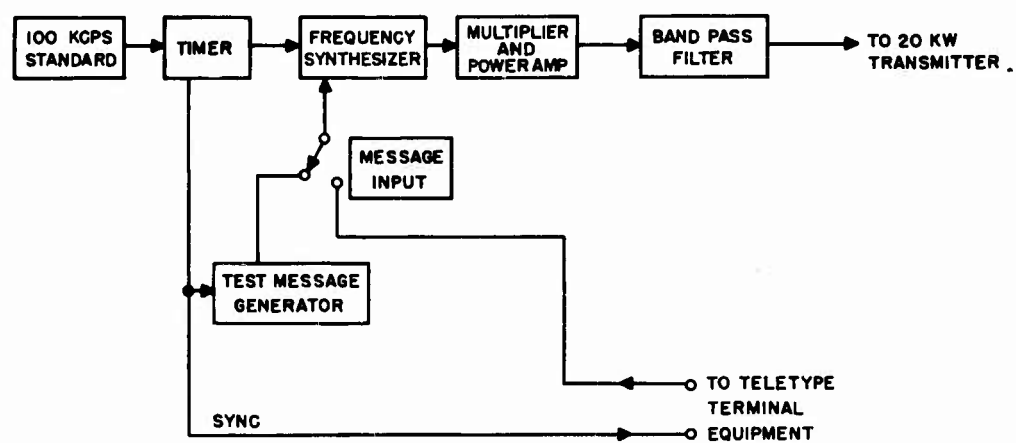 100 KCPS
STANDARD
TIMER
FREQUENCY
SYNTHESIZER
MULTIPLIER
AND
POWER AMP
BAND PASS
FILTER
TO 20 KW
TRANSMITTER.
MESSAGE
INPUT
TEST MESSAGE
GENERATOR
TO TELETYPE
TERMINAL
EQUIPMENT
SYNC